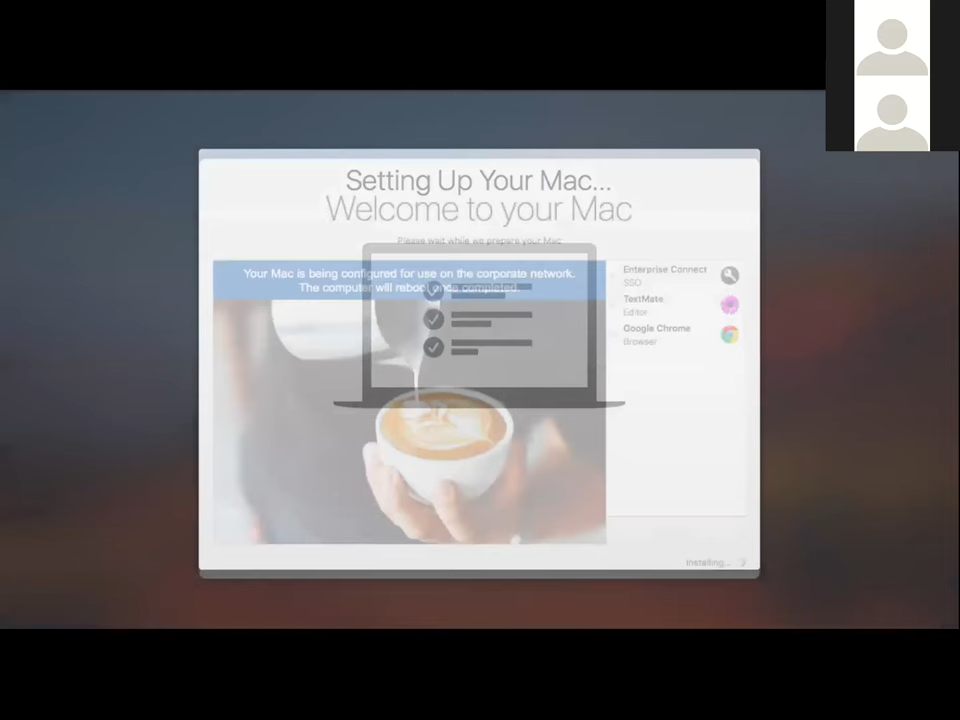 Setting Up Your Mac...
Welcome to your Mac
Please wait while we prepare your Mac
Your Mac is being configured for use on the corporate network.
The computer will reboot once completed.
Enterprise Connect
SSO
TextMate
Editor
Google Chrome
Browser
Installing...